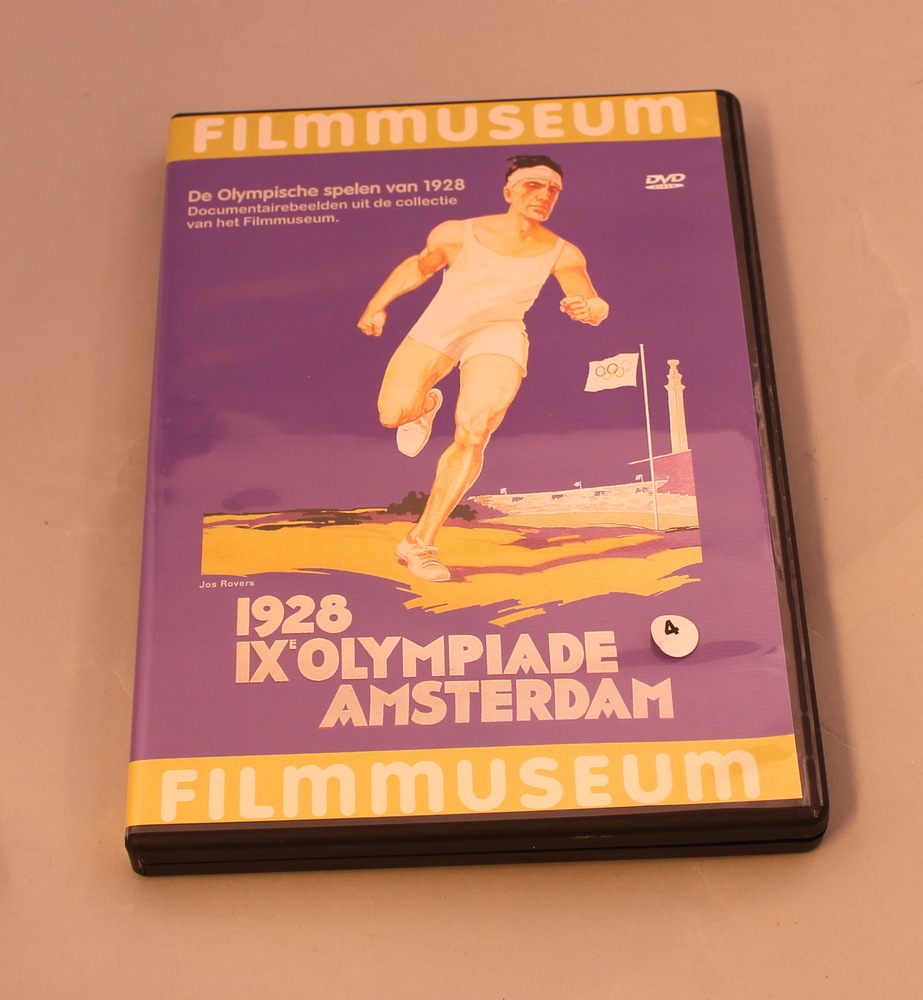 FILMMUSEUM
De Olympische spelen van 1928
Documentairebeelden uit de collectie
van het Filmmuseum.
DVD
VIDEO
Jos Rovers
1928
IXᴱ OLYMPIADE
AMSTERDAM
4
FILMMUSEUM